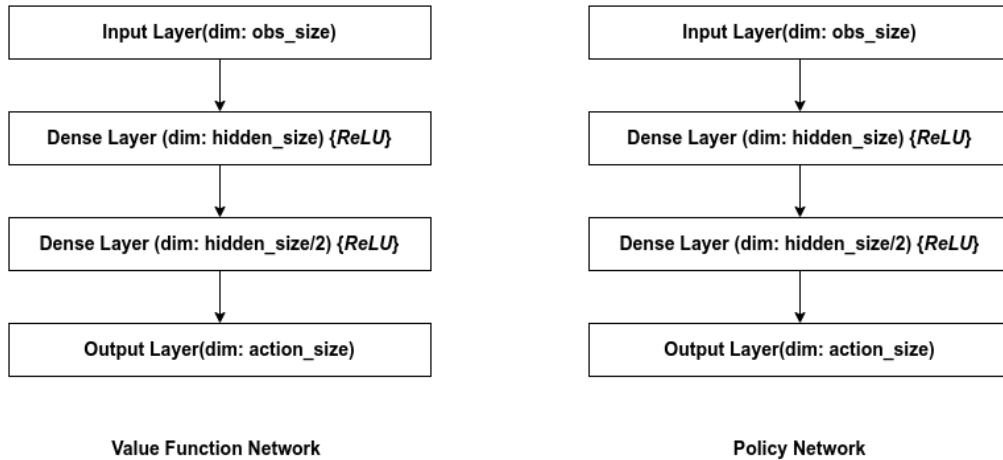 Input Layer(dim: obs_size)
Dense Layer (dim: hidden_size) {ReLU}
Dense Layer (dim: hidden_size/2) {ReLU}
Output Layer(dim: action_size)
Value Function Network
Input Layer(dim: obs_size)
Dense Layer (dim: hidden_size) {ReLU}
Dense Layer (dim: hidden_size/2) {ReLU}
Output Layer(dim: action_size)
Policy Network